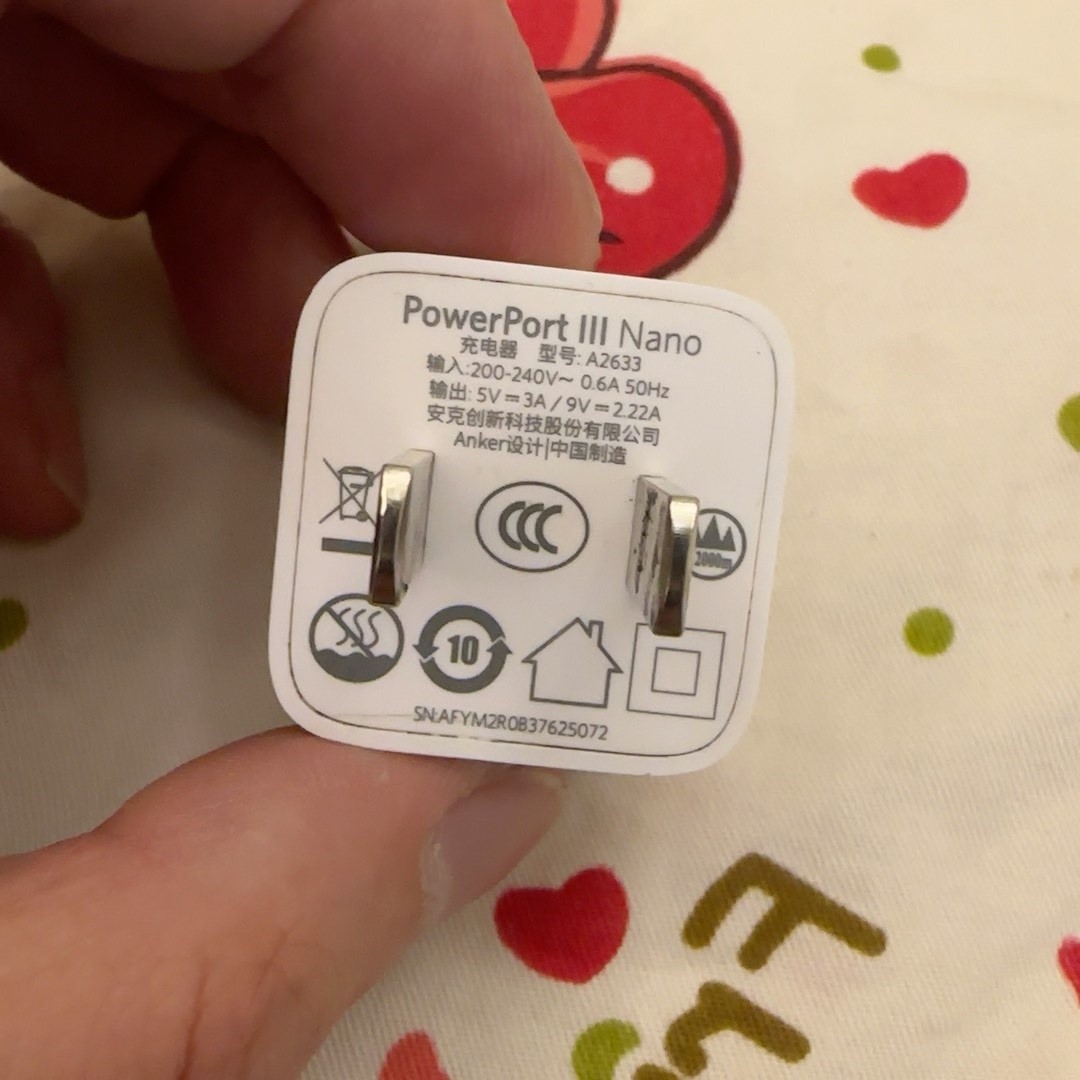 PowerPort III Nano
充电器 型号: A2633
输入:200-240V~ 0.6A 50Hz
输出: 5V⎓3A / 9V⎓2.22A
安克创新科技股份有限公司
Anker设计|中国制造
CCC
2000m
10
SN:AFYM2R0B37625072